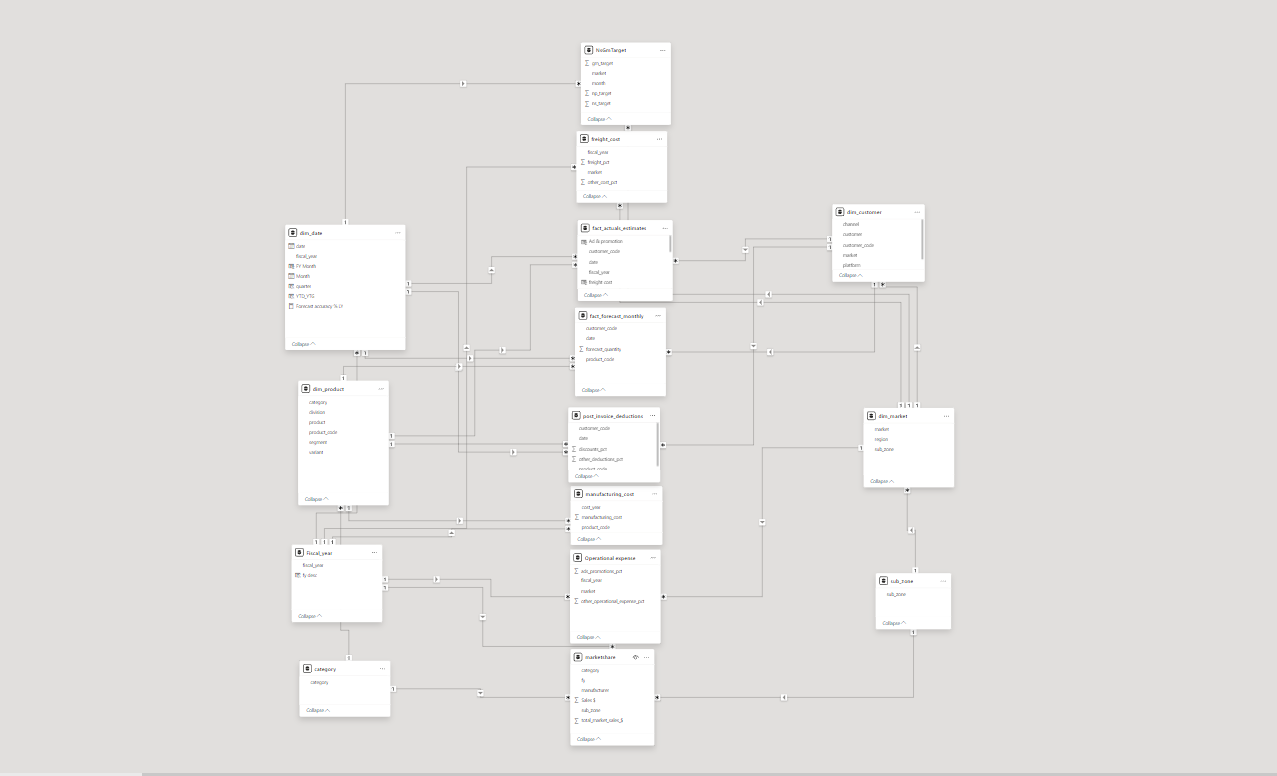 NsGmTarget
gm_target
market
month
np_target
ns_target
Collapse
freight_cost
fiscal_year
freight_pct
market
other_cost_pct
Collapse
fact_actuals_estimates
Ad & promotion
customer_code
date
fiscal_year
freight cost
Collapse
dim_customer
channel
customer
customer_code
market
platform
Collapse
dim_date
date
fiscal_year
FY Month
Month
quarter
YTD_YTG
Forecast accuracy % LY
Collapse
fact_forecast_monthly
customer_code
date
forecast_quantity
product_code
Collapse
dim_product
category
division
product
product_code
segment
variant
Collapse
post_invoice_deductions
customer_code
date
discounts_pct
other_deductions_pct
product_code
Collapse
dim_market
market
region
sub_zone
Collapse
manufacturing_cost
cost_year
manufacturing_cost
product_code
Collapse
Fiscal_year
fiscal_year
fy desc
Collapse
Operational expense
ads_promotions_pct
fiscal_year
market
other_operational_expense_pct
Collapse
sub_zone
sub_zone
Collapse
category
category
Collapse
marketshare
category
fy
manufacturer
Sales $
sub_zone
total_market_sales_$
Collapse